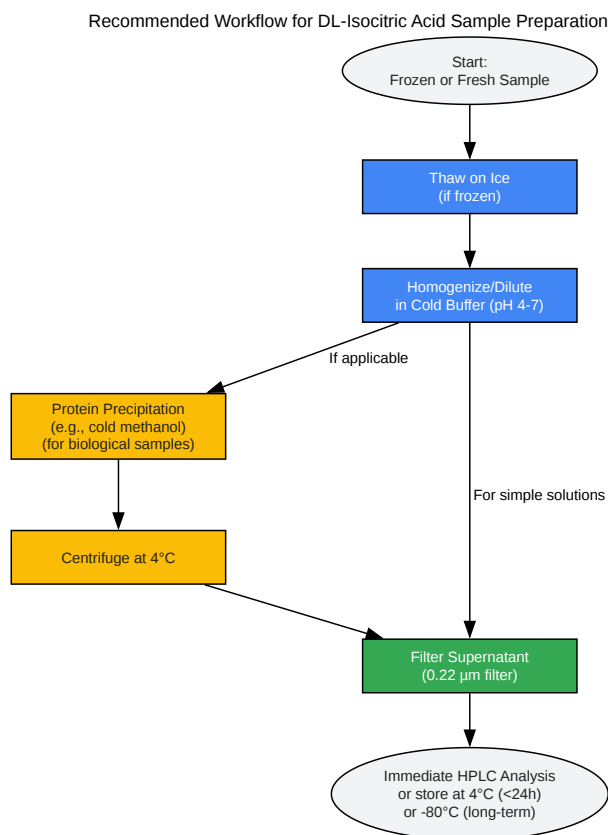 Recommended Workflow for DL-Isocitric Acid Sample Preparation
Start:
Frozen or Fresh Sample
Thaw on Ice
(if frozen)
Homogenize/Dilute
in Cold Buffer (pH 4-7)
If applicable
Protein Precipitation
(e.g., cold methanol)
(for biological samples)
For simple solutions
Centrifuge at 4°C
Filter Supernatant
(0.22 µm filter)
Immediate HPLC Analysis
or store at 4°C (<24h)
or -80°C (long-term)